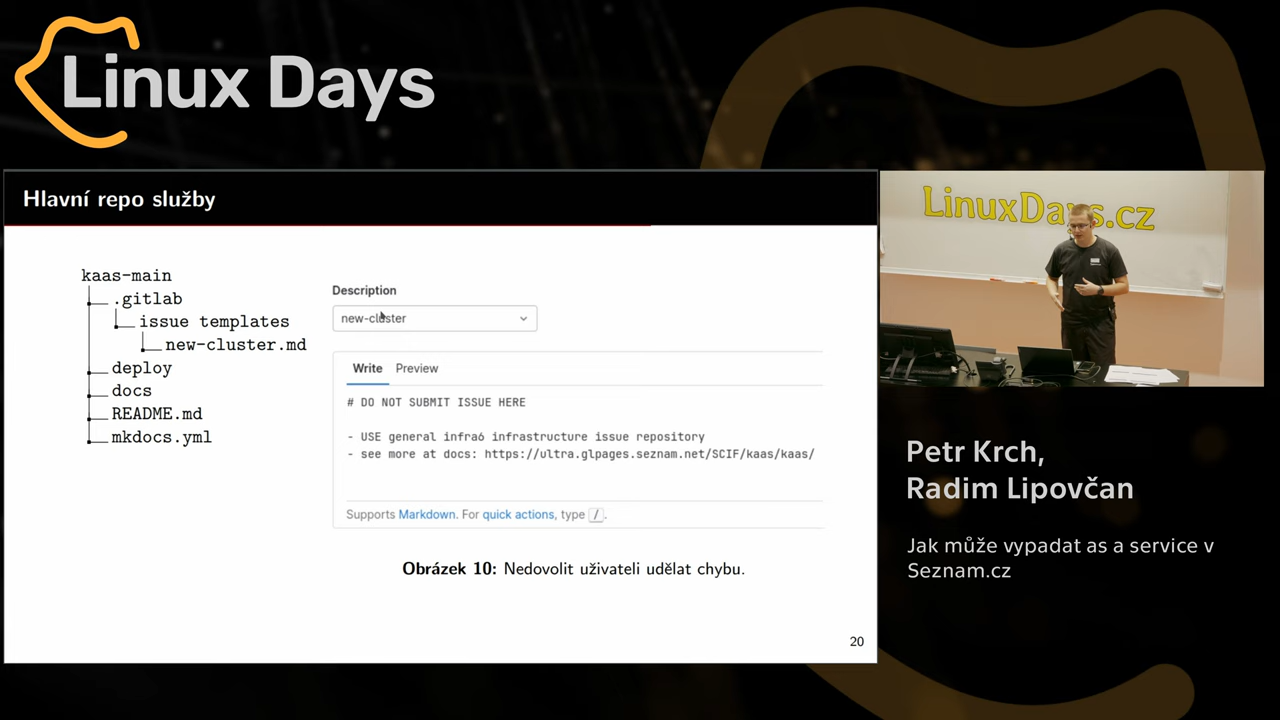 Linux Days
Hlavní repo služby
kaas-main
.gitlab
issue templates
new-cluster.md
deploy
docs
README.md
mkdocs.yml
Description
new-cluster
Write Preview
# DO NOT SUBMIT ISSUE HERE
- USE general infra6 infrastructure issue repository
- see more at docs: https://ultra.glpages.seznam.net/SCIF/kaas/kaas/
Supports Markdown. For quick actions, type /.
Obrázek 10: Nedovolit uživateli udělat chybu.
20
LinuxDays.cz
Petr Krch,
Radim Lipovčan
Jak může vypadat as a service v
Seznam.cz